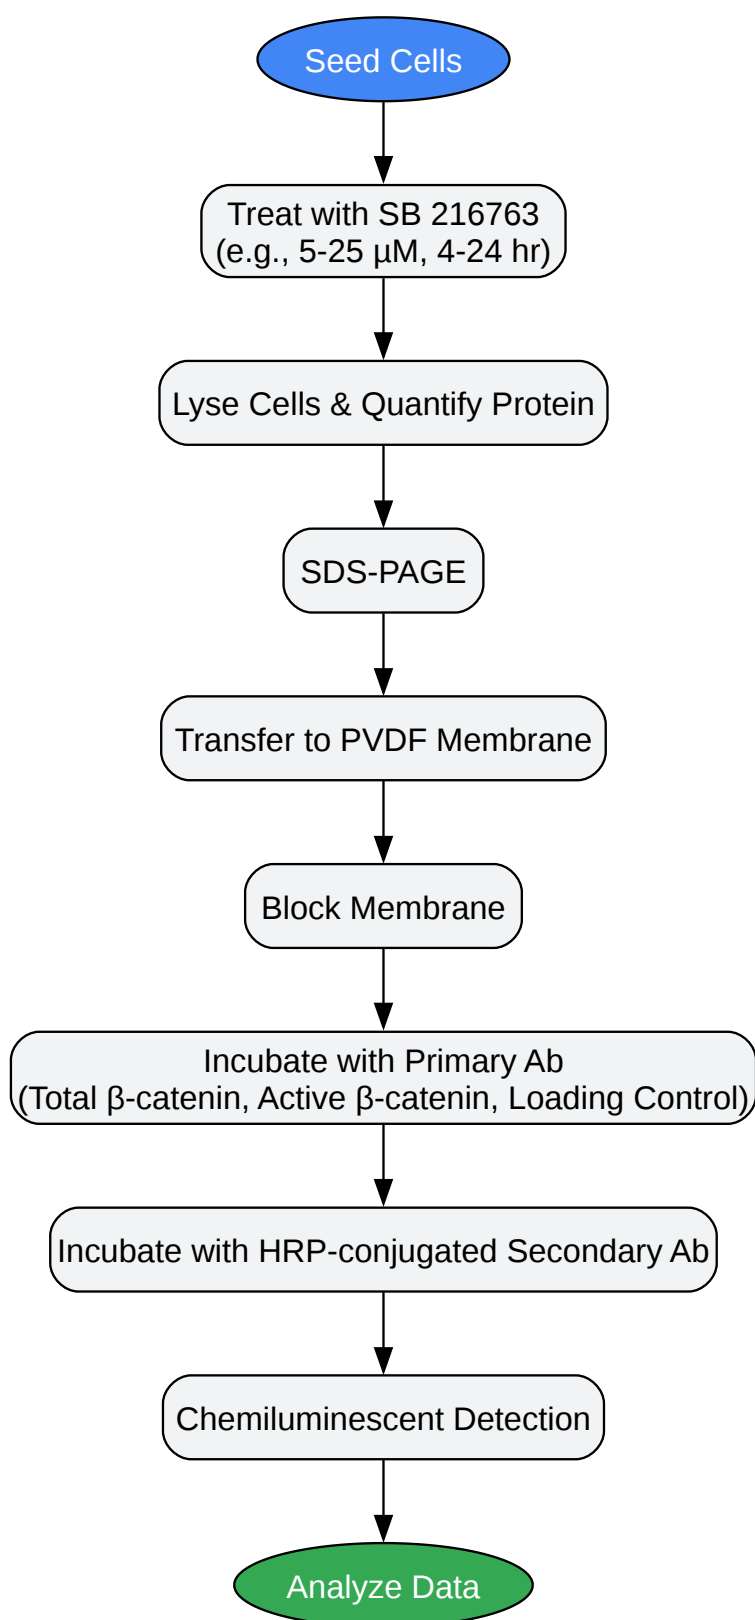 Seed Cells
Treat with SB 216763
(e.g., 5-25 µM, 4-24 hr)
Lyse Cells & Quantify Protein
SDS-PAGE
Transfer to PVDF Membrane
Block Membrane
Incubate with Primary Ab
(Total β-catenin, Active β-catenin, Loading Control)
Incubate with HRP-conjugated Secondary Ab
Chemiluminescent Detection
Analyze Data